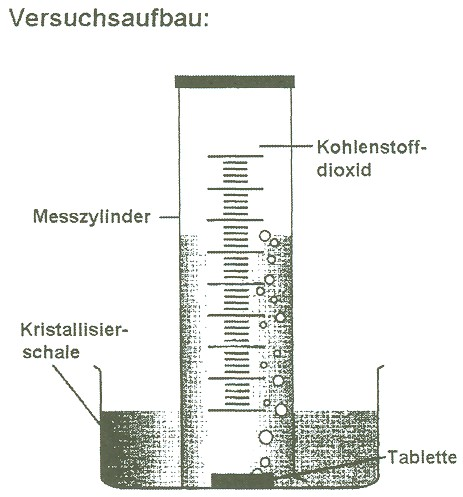 Versuchsaufbau:
Kohlenstoff-
dioxid
Messzylinder
Kristallisier-
schale
Tablette